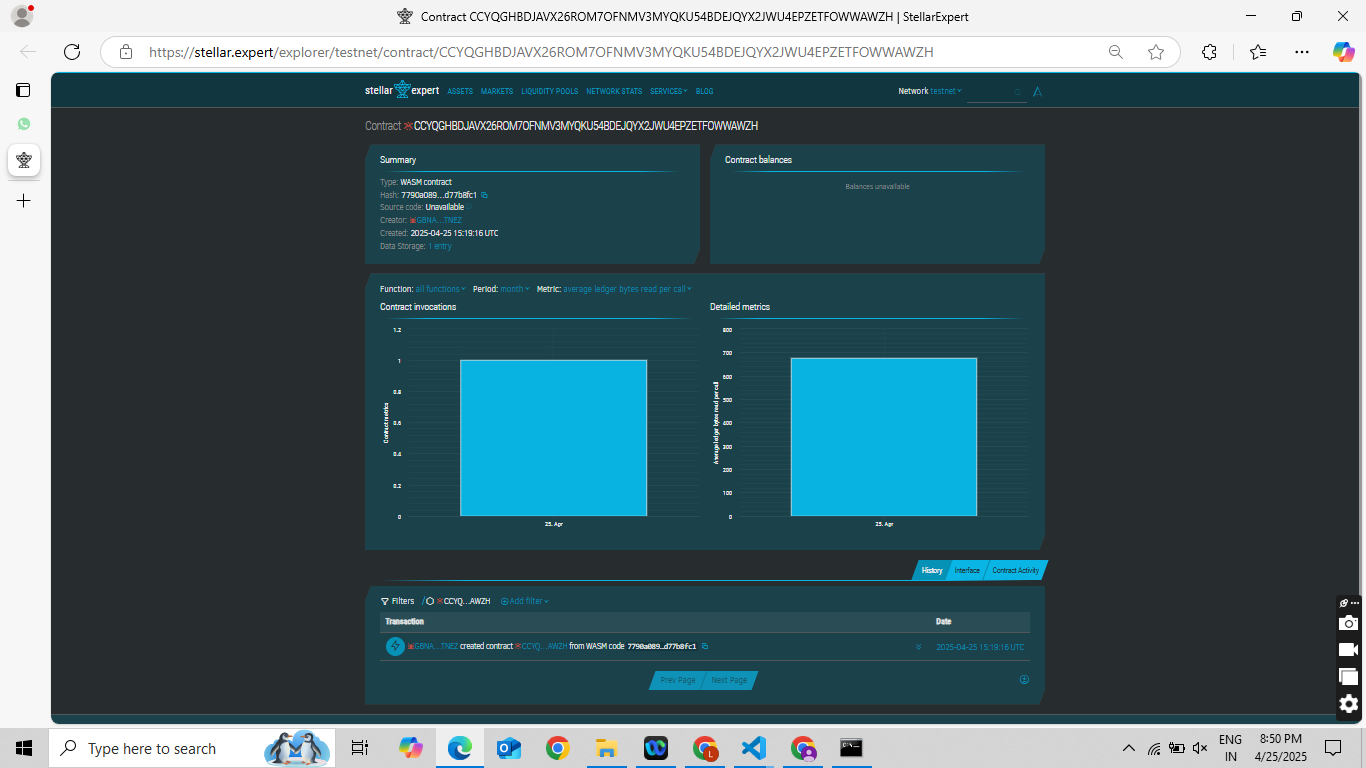 Contract CCYQGHBDJAVX26ROM7OFNMV3MYQKU54BDEJQYX2JWU4EPZETFOWWAWZH | StellarExpert
https://stellar.expert/explorer/testnet/contract/CCYQGHBDJAVX26ROM7OFNMV3MYQKU54BDEJQYX2JWU4EPZETFOWWAWZH
stellar expert ASSETS MARKETS LIQUIDITY POOLS NETWORK STATS SERVICES BLOG Network testnet
Contract CCYQGHBDJAVX26ROM7OFNMV3MYQKU54BDEJQYX2JWU4EPZETFOWWAWZH
Summary
Type: WASM contract
Hash: 7790a089…d77b8fc1
Source code: Unavailable
Creator: GBNA…TNEZ
Created: 2025-04-25 15:19:16 UTC
Data Storage: 1 entry
Contract balances
Balances unavailable
Function: all functions Period: month Metric: average ledger bytes read per call
Contract invocations
1.2
1
0.8
0.6
0.4
0.2
0
Contract metrics
25. Apr
Detailed metrics
800
700
600
500
400
300
200
100
0
Average ledger bytes read per call
25. Apr
History Interface Contract Activity
Filters / CCYQ…AWZH Add filter
Transaction Date
GBNA…TNEZ created contract CCYQ…AWZH from WASM code 7790a089…d77b8fc1 2025-04-25 15:19:16 UTC
Prev Page Next Page
Type here to search
ENG
IN
8:50 PM
4/25/2025